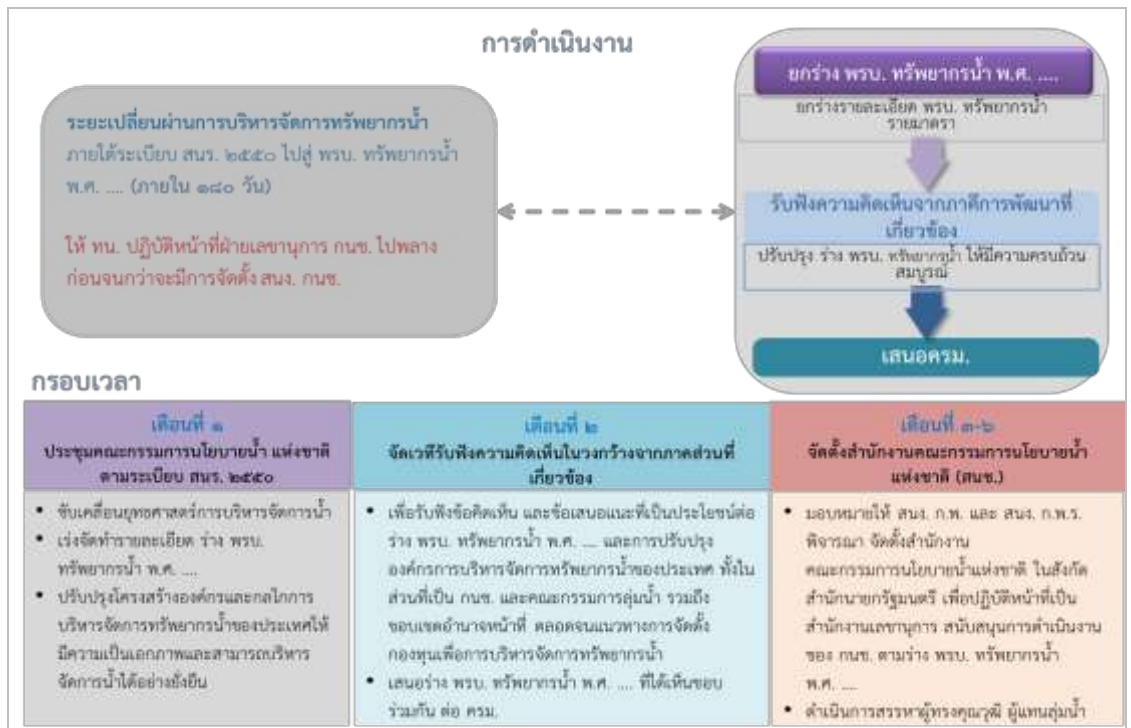 การดำเนินงาน
ระยะเปลี่ยนผ่านการบริหารจัดการทรัพยากรน้ำ
ภายใต้ระเบียบ สนร. ๒๕๕๐ ไปสู่ พรบ. ทรัพยากรน้ำ
พ.ศ. .... (ภายใน ๑๘๐ วัน)
ให้ ทน. ปฏิบัติหน้าที่ฝ่ายเลขานุการ กนช. ไปพลาง
ก่อนจนกว่าจะมีการจัดตั้ง สนง. กนช.
ยกร่าง พรบ. ทรัพยากรน้ำ พ.ศ. ....
ยกร่างรายละเอียด พรบ. ทรัพยากรน้ำ
รายมาตรา
รับฟังความคิดเห็นจากภาคีการพัฒนาที่
เกี่ยวข้อง
ปรับปรุง ร่าง พรบ. ทรัพยากรน้ำ ให้มีความครบถ้วน
สมบูรณ์
เสนอครม.
กรอบเวลา
เดือนที่ ๑
ประชุมคณะกรรมการนโยบายน้ำ แห่งชาติ
ตามระเบียบ สนร. ๒๕๕๐
• ขับเคลื่อนยุทธศาสตร์การบริหารจัดการน้ำ
• เร่งจัดทำรายละเอียด ร่าง พรบ.
ทรัพยากรน้ำ พ.ศ. ....
• ปรับปรุงโครงสร้างองค์กรและกลไกการ
บริหารจัดการทรัพยากรน้ำของประเทศให้
มีความเป็นเอกภาพและสามารถบริหาร
จัดการน้ำได้อย่างยั่งยืน
เดือนที่ ๒
จัดเวทีรับฟังความคิดเห็นในวงกว้างจากภาคส่วนที่
เกี่ยวข้อง
• เพื่อรับฟังข้อคิดเห็น และข้อเสนอแนะที่เป็นประโยชน์ต่อ
ร่าง พรบ. ทรัพยากรน้ำ พ.ศ. .... และการปรับปรุง
องค์กรการบริหารจัดการทรัพยากรน้ำของประเทศ ทั้งใน
ส่วนที่เป็น กนช. และคณะกรรมการลุ่มน้ำ รวมถึง
ขอบเขตอำนาจหน้าที่ ตลอดจนแนวทางการจัดตั้ง
กองทุนเพื่อการบริหารจัดการทรัพยากรน้ำ
• เสนอร่าง พรบ. ทรัพยากรน้ำ พ.ศ. .... ที่ได้เห็นชอบ
ร่วมกัน ต่อ ครม.
เดือนที่ ๓-๖
จัดตั้งสำนักงานคณะกรรมการนโยบายน้ำ
แห่งชาติ (สนช.)
• มอบหมายให้ สนง. ก.พ. และ สนง. ก.พ.ร.
พิจารณา จัดตั้งสำนักงาน
คณะกรรมการนโยบายน้ำแห่งชาติ ในสังกัด
สำนักนายกรัฐมนตรี เพื่อปฏิบัติหน้าที่เป็น
สำนักงานเลขานุการ สนับสนุนการดำเนินงาน
ของ กนช. ตามร่าง พรบ. ทรัพยากรน้ำ
พ.ศ. ....
• ดำเนินการสรรหาผู้ทรงคุณวุฒิ ผู้แทนลุ่มน้ำ